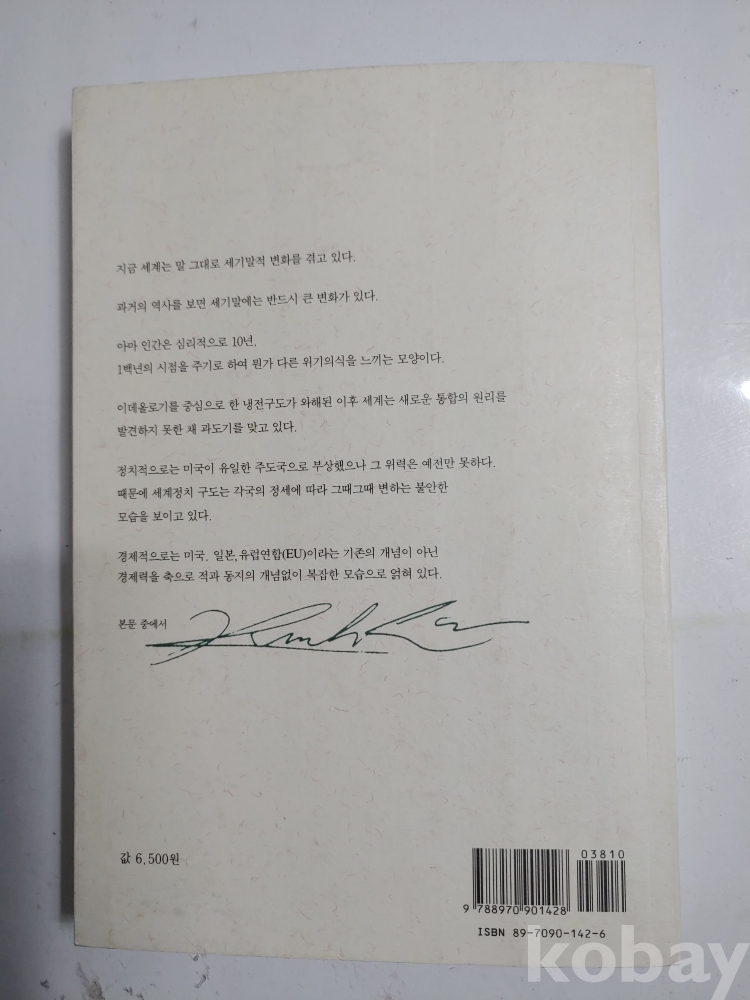 지금 세계는 말 그대로 세기말적 변화를 겪고 있다.
과거의 역사를 보면 세기말에는 반드시 큰 변화가 있다.
아마 인간은 심리적으로 10년,
1백년의 시점을 주기로 하여 뭔가 다른 위기의식을 느끼는 모양이다.
이데올로기를 중심으로 한 냉전구도가 와해된 이후 세계는 새로운 통합의 원리를
발견하지 못한 채 과도기를 맞고 있다.
정치적으로는 미국이 유일한 주도국으로 부상했으나 그 위력은 예전만 못하다.
때문에 세계정치 구도는 각국의 정세에 따라 그때그때 변하는 불안한
모습을 보이고 있다.
경제적으로는 미국, 일본,유럽연합(EU)이라는 기존의 개념이 아닌
경제력을 축으로 적과 동지의 개념없이 복잡한 모습으로 얽혀 있다.
본문 중에서
값 6,500원
03810
9 788970 901428
ISBN 89-7090-142-6
kobay